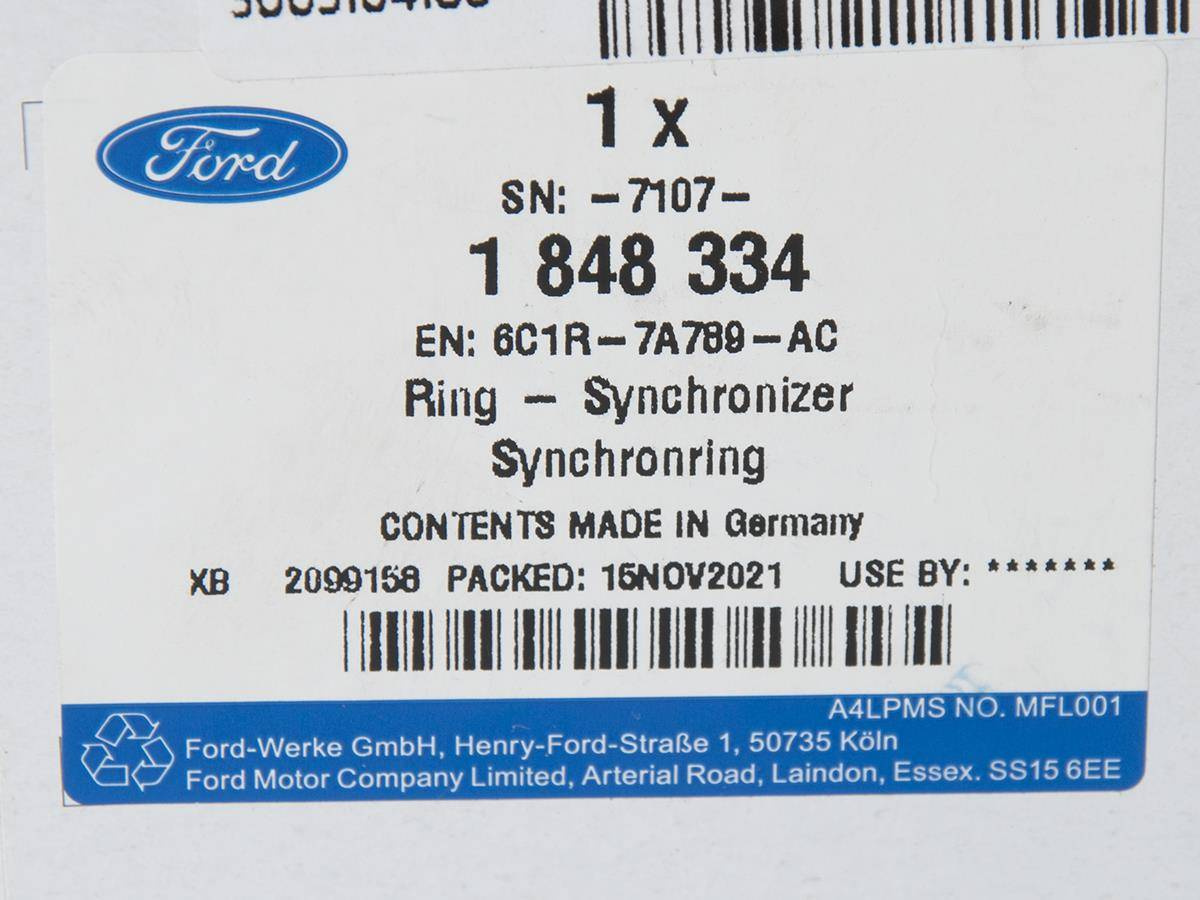 Ford
1 x
SN: -7107-
1 848 334
EN: 6C1R-7A789-AC
Ring - Synchronizer
Synchronring
CONTENTS MADE IN Germany
XB 2099158 PACKED: 15NOV2021 USE BY: *******
A4LPMS NO. MFL001
Ford-Werke GmbH, Henry-Ford-Straße 1, 50735 Köln
Ford Motor Company Limited, Arterial Road, Laindon, Essex. SS15 6EE